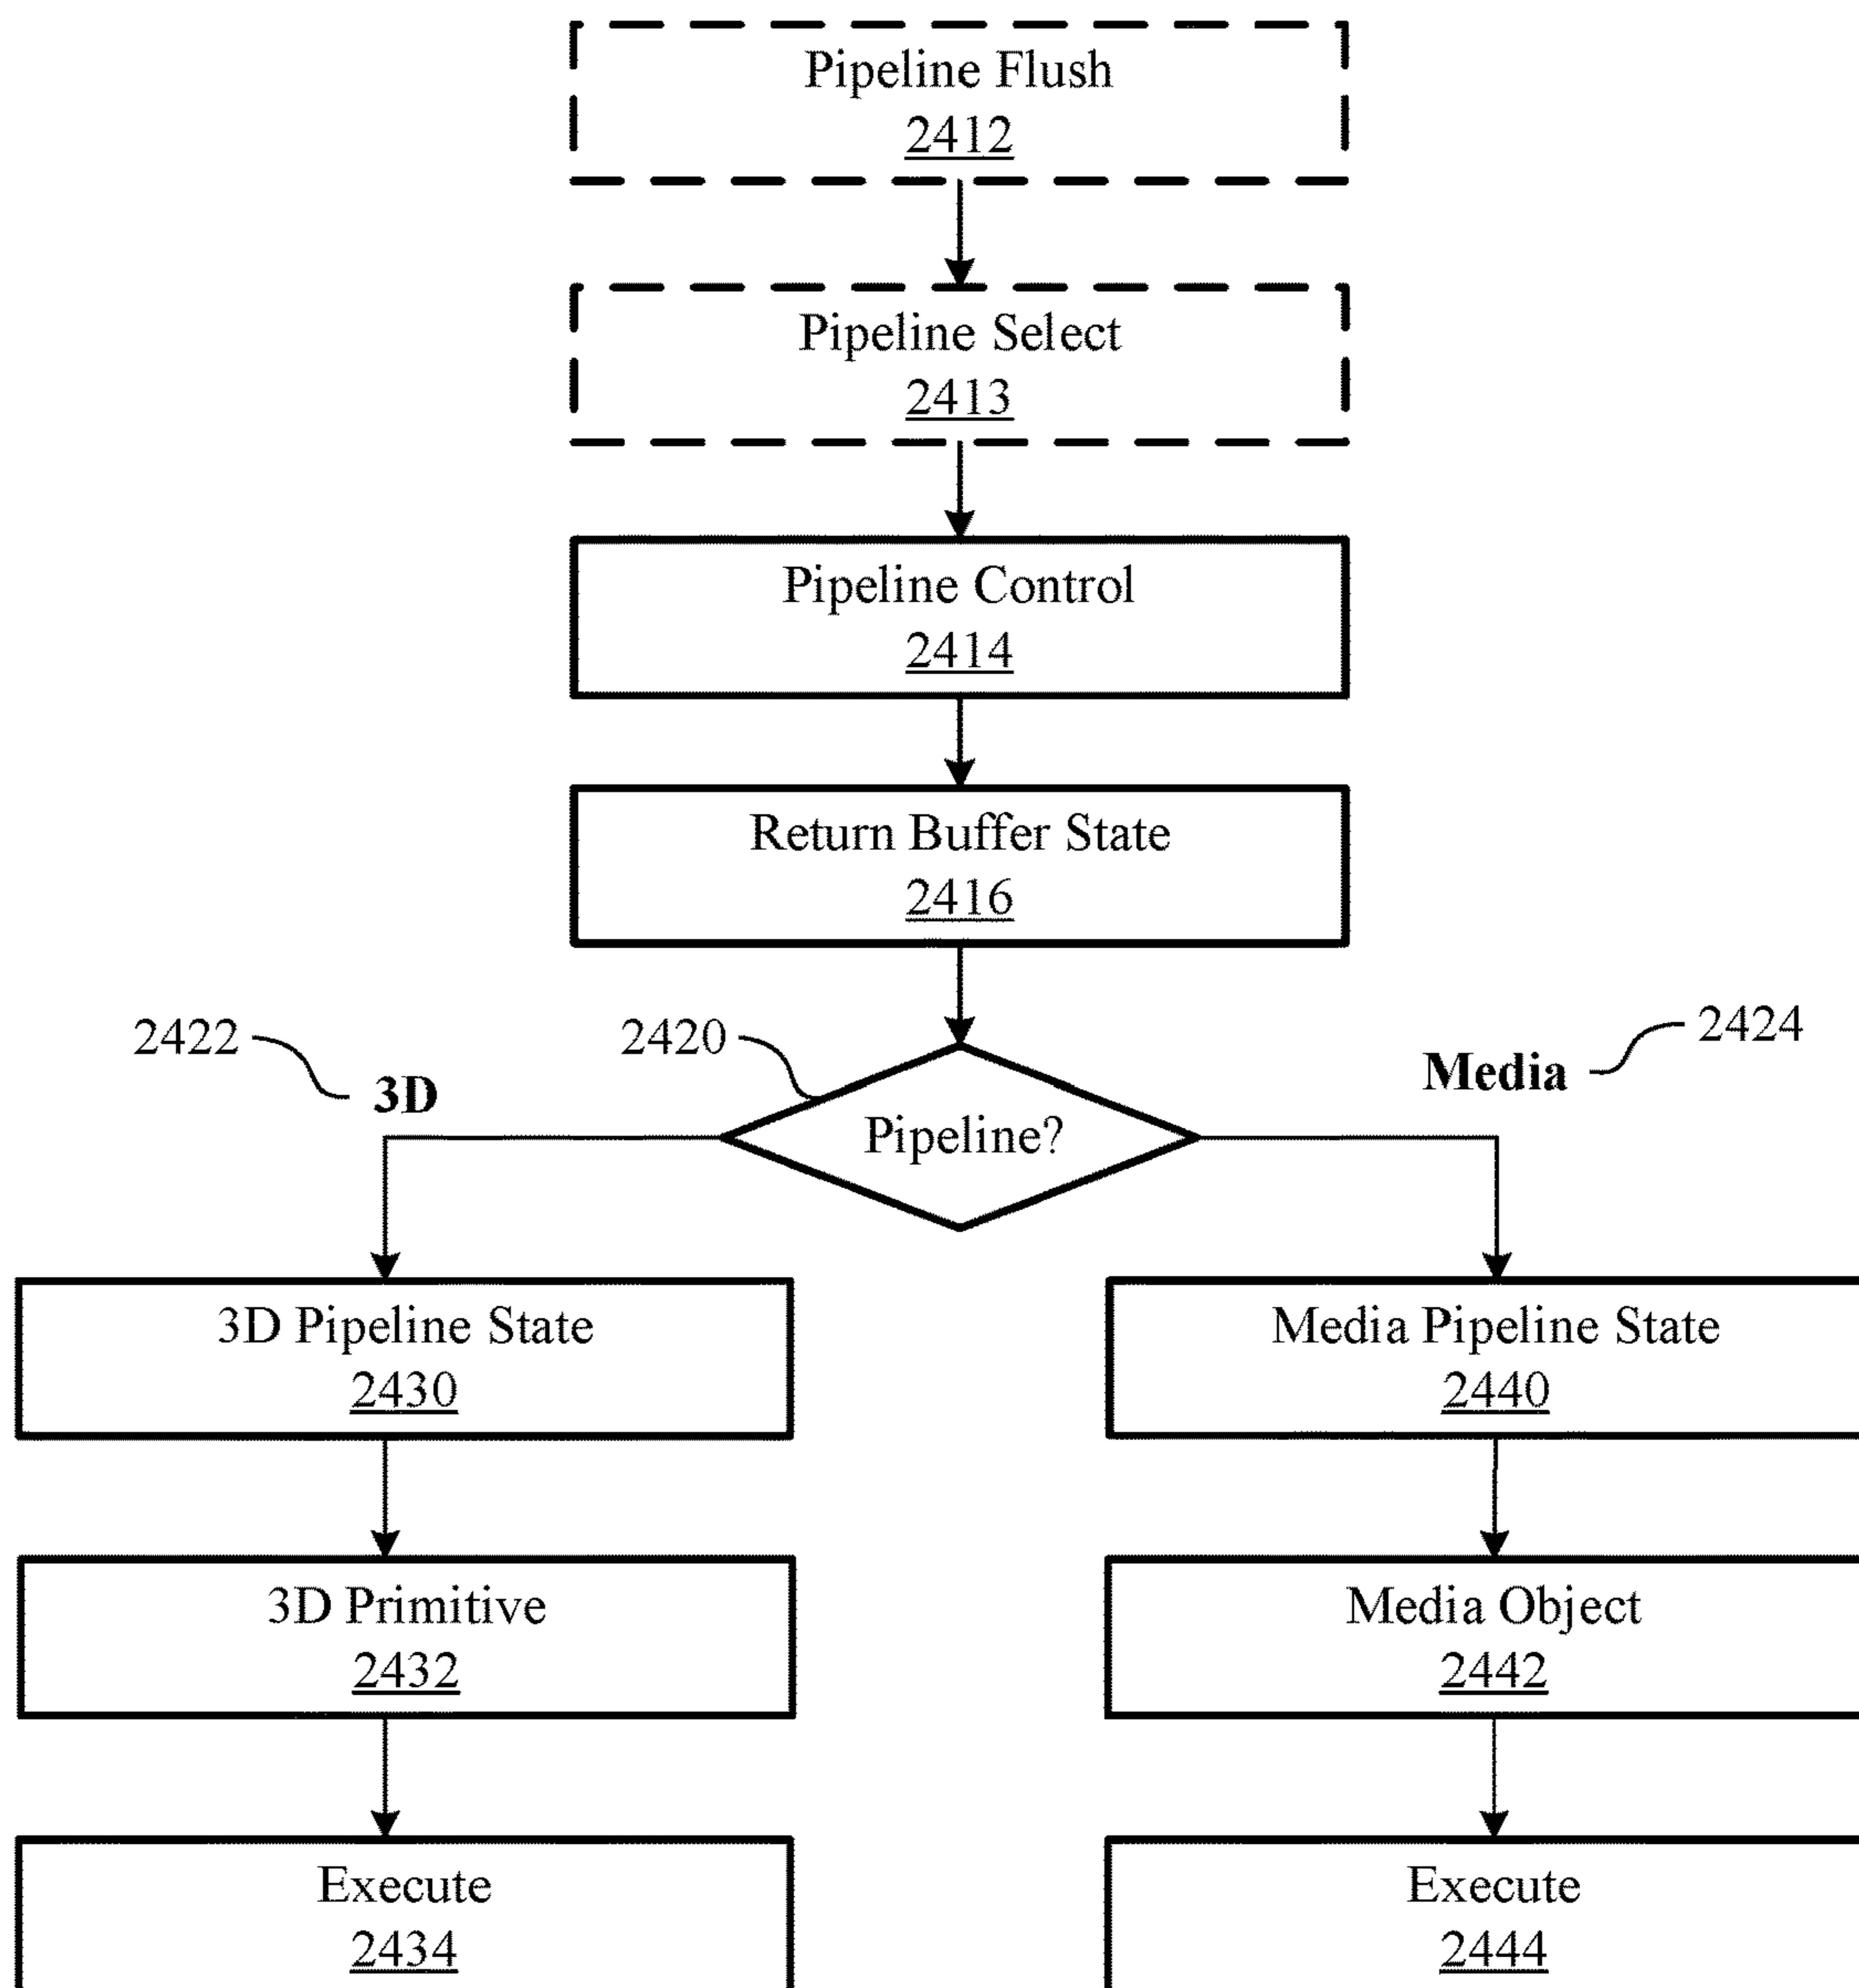 Pipeline Flush
2412
Pipeline Select
2413
Pipeline Control
2414
Return Buffer State
2416
2422
2420
2424
3D
Media
Pipeline?
3D Pipeline State
2430
Media Pipeline State
2440
3D Primitive
2432
Media Object
2442
Execute
2434
Execute
2444